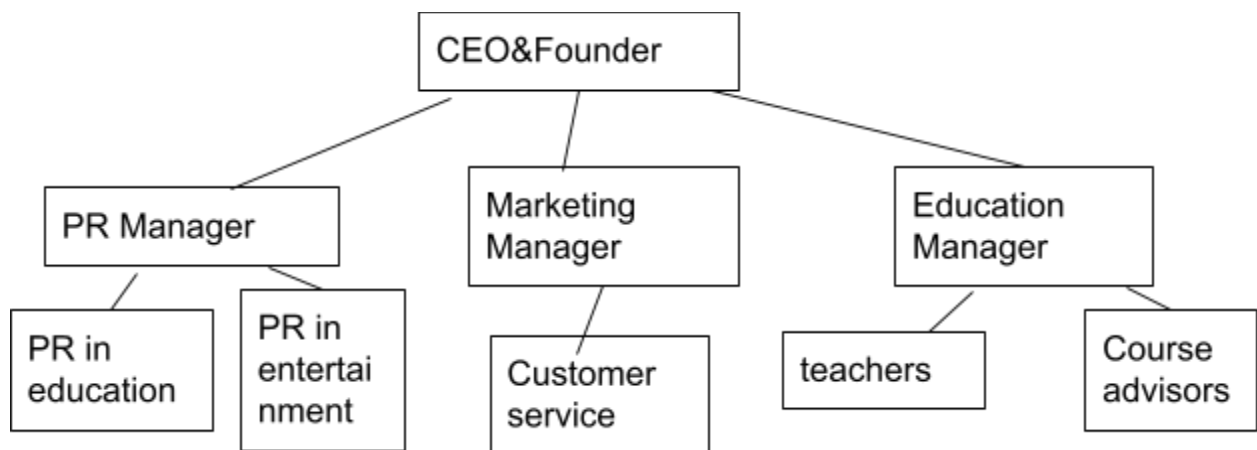 CEO&Founder
PR Manager
Marketing
Manager
Education
Manager
PR in
education
PR in
entertai
nment
Customer
service
teachers
Course
advisors